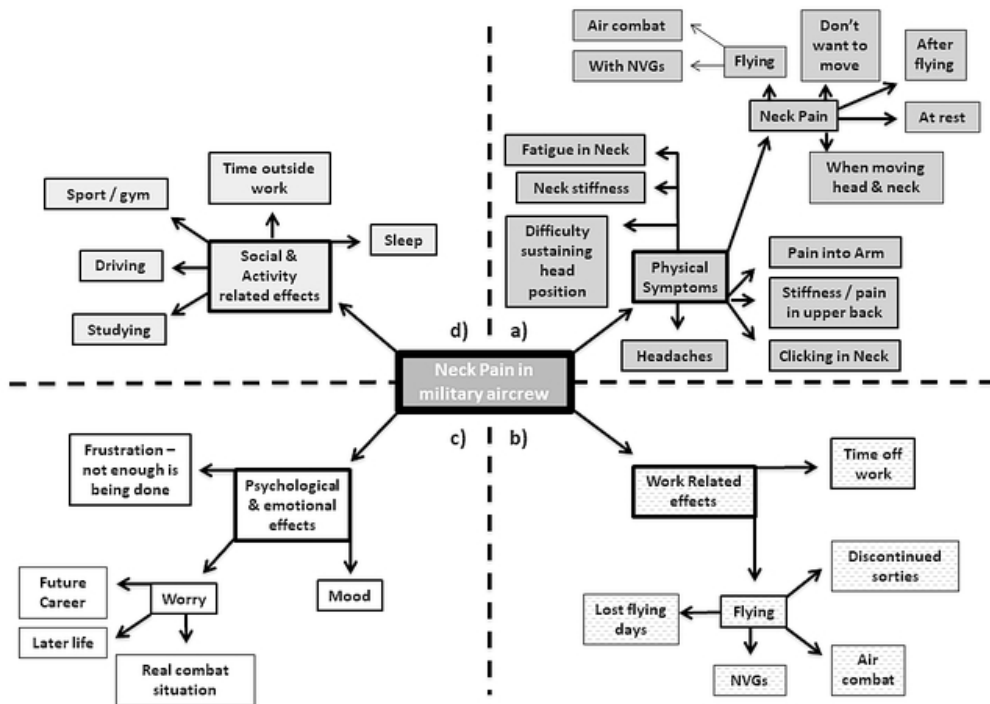 Air combat
With NVGs
Flying
Don't
want to
move
After
flying
Neck Pain
At rest
When moving
head & neck
Fatigue in Neck
Neck stiffness
Difficulty
sustaining
head
position
Physical
Symptoms
Pain into Arm
Stiffness / pain
in upper back
Headaches
Clicking in Neck
a)
Time outside
work
Sport / gym
Driving
Studying
Social &
Activity
related effects
Sleep
d)
Neck Pain in
military aircrew
c)
Frustration –
not enough is
being done
Psychological
& emotional
effects
Future
Career
Worry
Mood
Later life
Real combat
situation
b)
Work Related
effects
Time off
work
Discontinued
sorties
Lost flying
days
Flying
NVGs
Air
combat